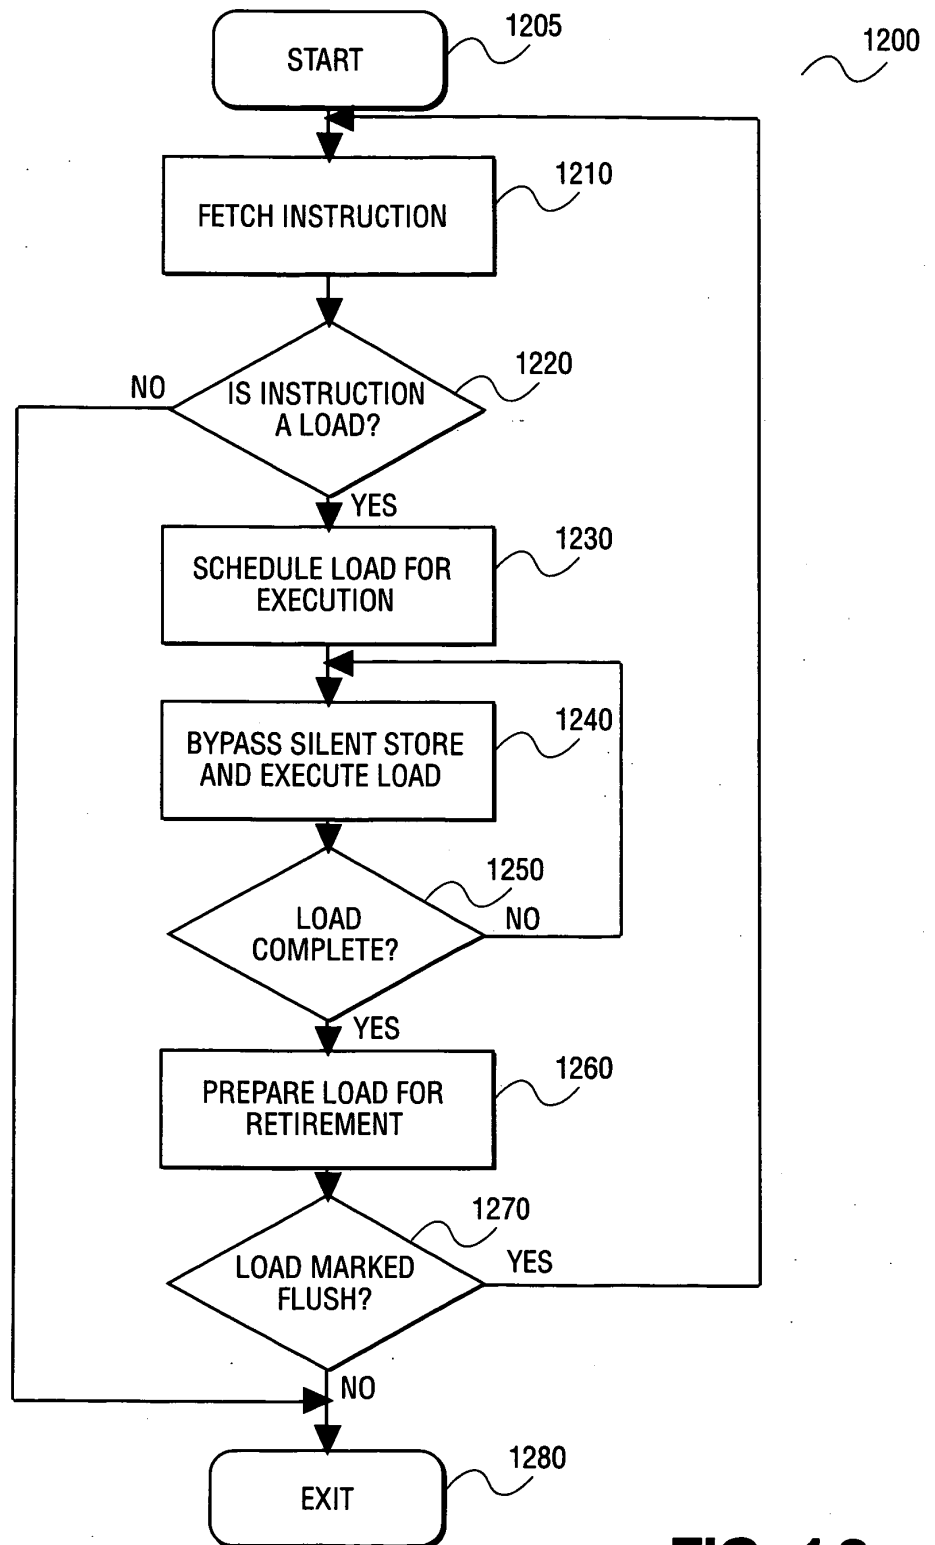 1205
START
1200
1210
FETCH INSTRUCTION
1220
NO
IS INSTRUCTION
A LOAD?
YES
1230
SCHEDULE LOAD FOR
EXECUTION
1240
BYPASS SILENT STORE
AND EXECUTE LOAD
1250
NO
LOAD
COMPLETE?
YES
1260
PREPARE LOAD FOR
RETIREMENT
1270
YES
LOAD MARKED
FLUSH?
NO
1280
EXIT